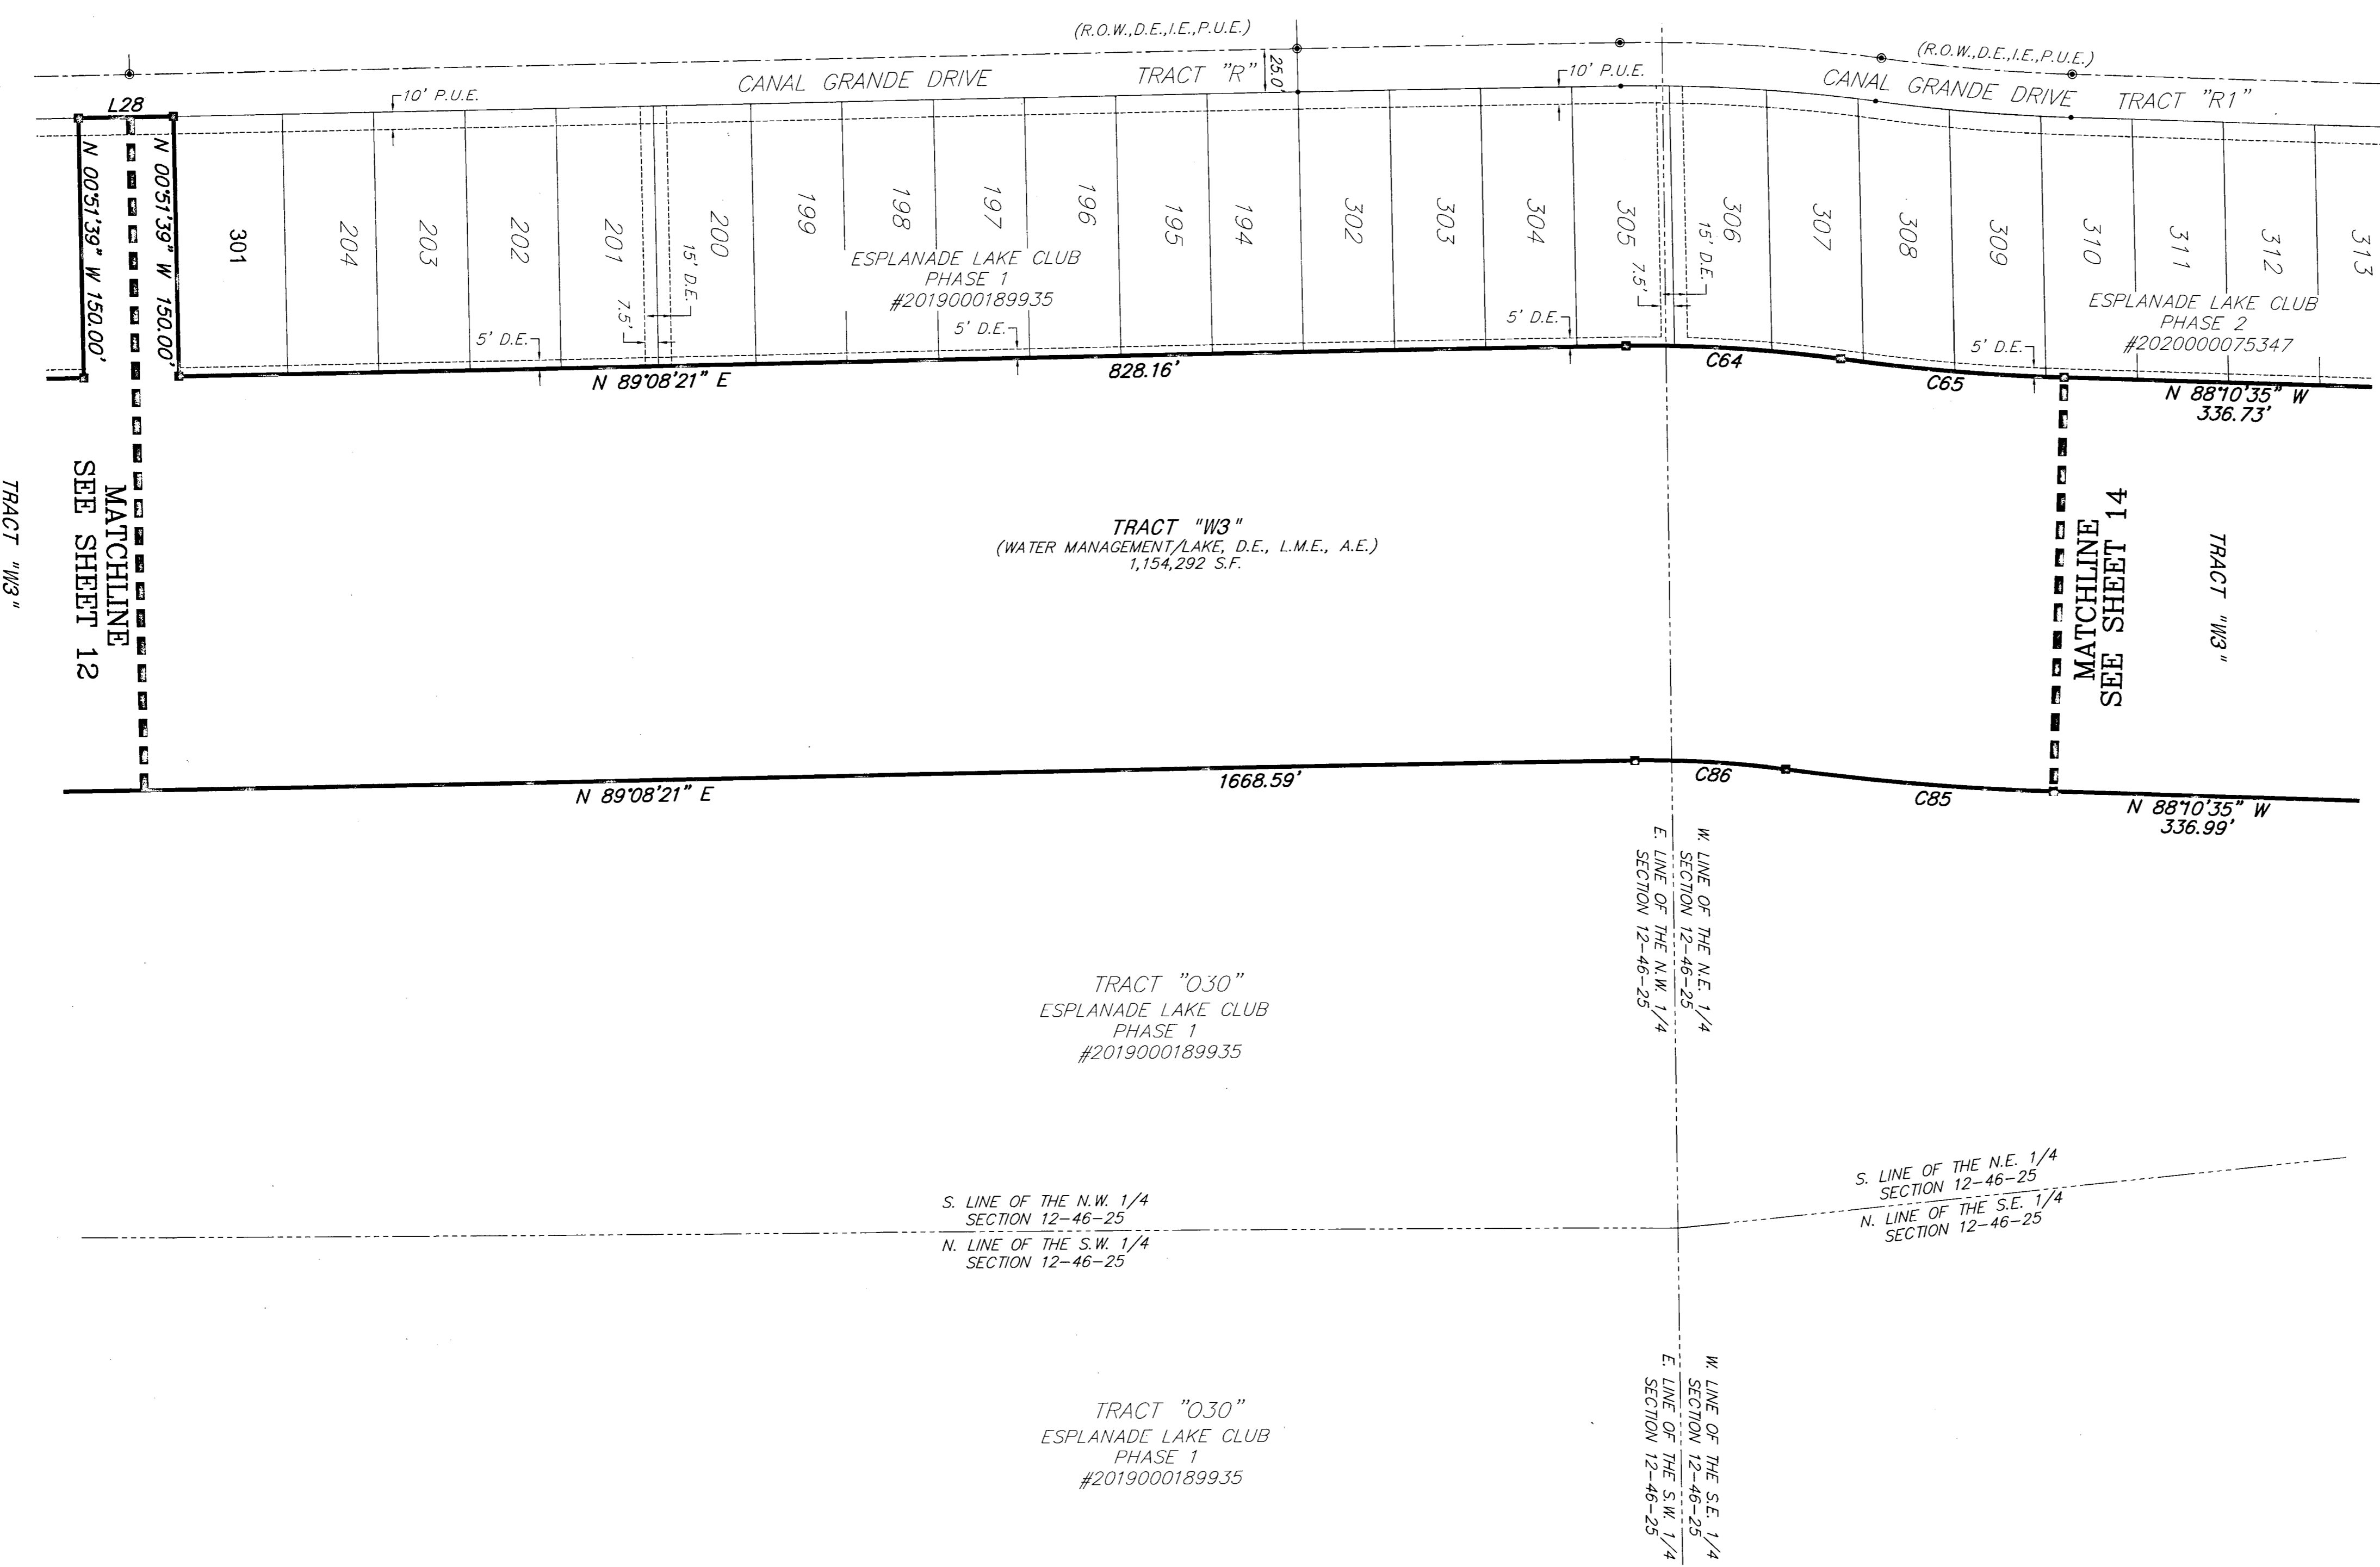 (R.O.W.,D.E.,I.E.,P.U.E.)
(R.O.W.,D.E.,I.E.,P.U.E.)
CANAL GRANDE DRIVE
TRACT "R"
25.0'
10' P.U.E.
CANAL GRANDE DRIVE
TRACT "R1"
L28
10' P.U.E.
N 00°51'39" W 150.00'
N 00°51'39" W 150.00'
301
204
203
202
201
7.5'
15' D.E.
200
199
198
197
196
195
194
302
303
304
305
7.5'
15' D.E.
306
307
308
309
310
311
312
313
ESPLANADE LAKE CLUB
PHASE 1
#2019000189935
ESPLANADE LAKE CLUB
PHASE 2
#2020000075347
5' D.E.
5' D.E.
5' D.E.
5' D.E.
N 89°08'21" E
828.16'
C64
C65
N 88°10'35" W
336.73'
TRACT "W3"
MATCHLINE
SEE SHEET 12
TRACT "W3"
(WATER MANAGEMENT/LAKE, D.E., L.M.E., A.E.)
1,154,292 S.F.
MATCHLINE
SEE SHEET 14
TRACT "W3"
N 89°08'21" E
1668.59'
C86
C85
N 88°10'35" W
336.99'
W. LINE OF THE N.E. 1/4
SECTION 12-46-25
E. LINE OF THE N.W. 1/4
SECTION 12-46-25
TRACT "O30"
ESPLANADE LAKE CLUB
PHASE 1
#2019000189935
S. LINE OF THE N.W. 1/4
SECTION 12-46-25
N. LINE OF THE S.W. 1/4
SECTION 12-46-25
S. LINE OF THE N.E. 1/4
SECTION 12-46-25
N. LINE OF THE S.E. 1/4
SECTION 12-46-25
TRACT "O30"
ESPLANADE LAKE CLUB
PHASE 1
#2019000189935
W. LINE OF THE S.E. 1/4
SECTION 12-46-25
E. LINE OF THE S.W. 1/4
SECTION 12-46-25